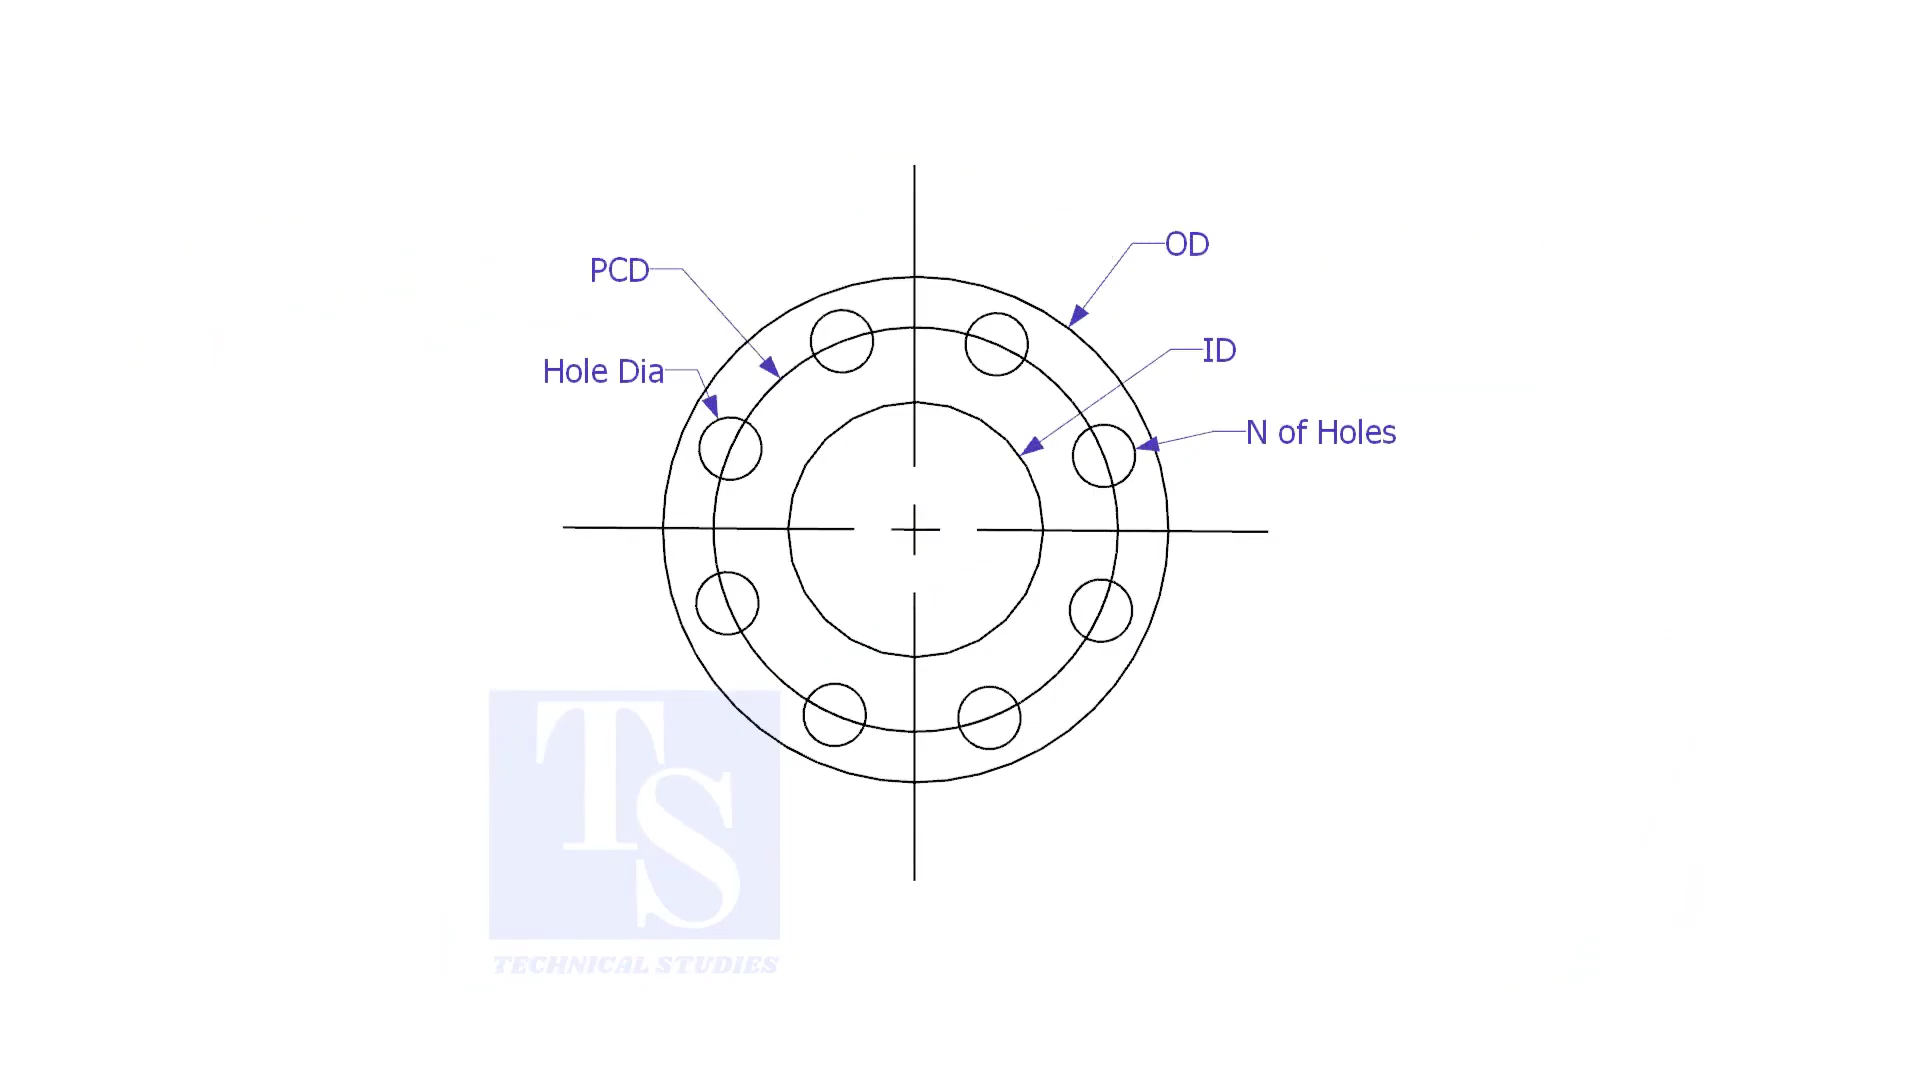 OD
PCD
ID
Hole Dia
N of Holes
TS
TECHNICAL STUDIES